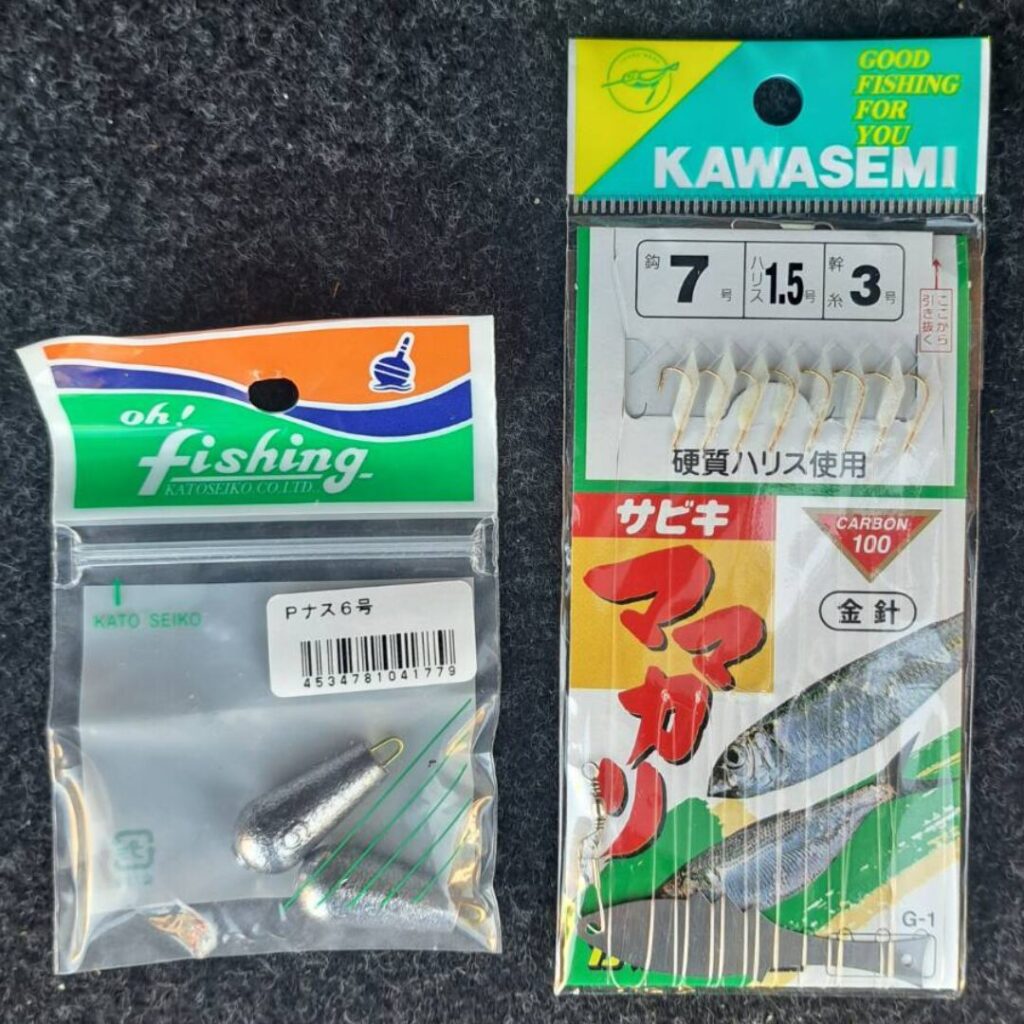 oh!
fishing
KATOSEIKO.CO.LTD.
KATO SEIKO
Pナス6号
4534781041779
GOOD
FISHING
FOR
YOU
KAWASEMI
鈎 7 号 ハリス 1.5 号 幹糸 3 号
ここから
引き抜く
硬質ハリス使用
サビキ
CARBON
100
金針
ママカリ
G-1